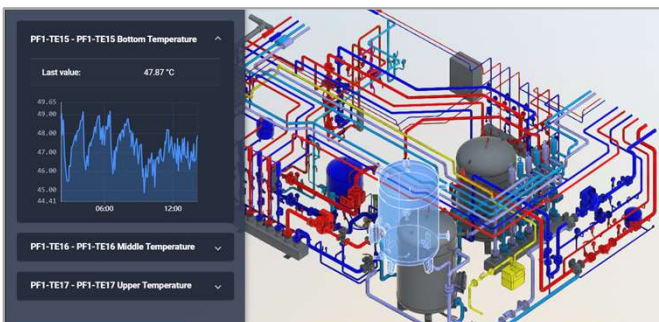 PF1-TE15 - PF1-TE15 Bottom Temperature
Last value: 47.87 °C
49.65
49.00
48.00
47.00
46.00
45.00
44.41
06:00 12:00
PF1-TE16 - PF1-TE16 Middle Temperature
PF1-TE17 - PF1-TE17 Upper Temperature